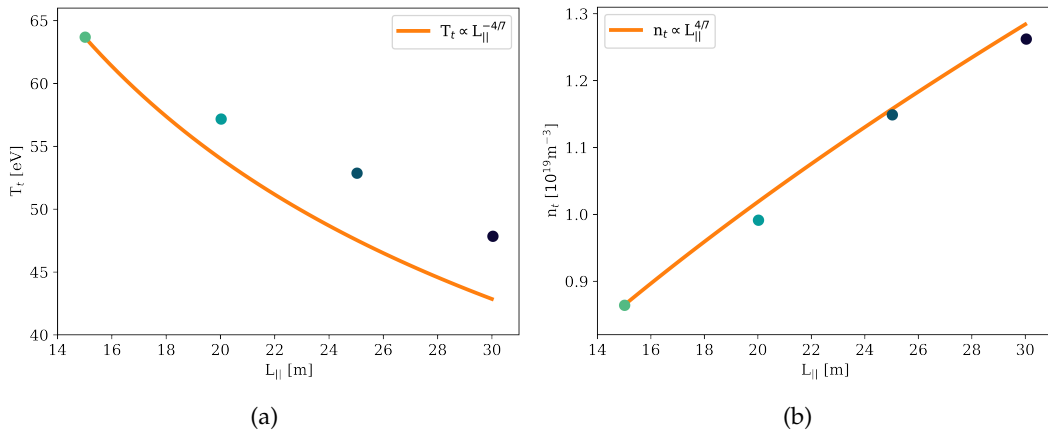 65
60
55
50
45
40
T_t [eV]
14 16 18 20 22 24 26 28 30
L_{||} [m]
T_t ∝ L_{||}^{-4/7}
(a)
1.3
1.2
1.1
1.0
0.9
n_t [10^{19}m^{-3}]
14 16 18 20 22 24 26 28 30
L_{||} [m]
n_t ∝ L_{||}^{4/7}
(b)